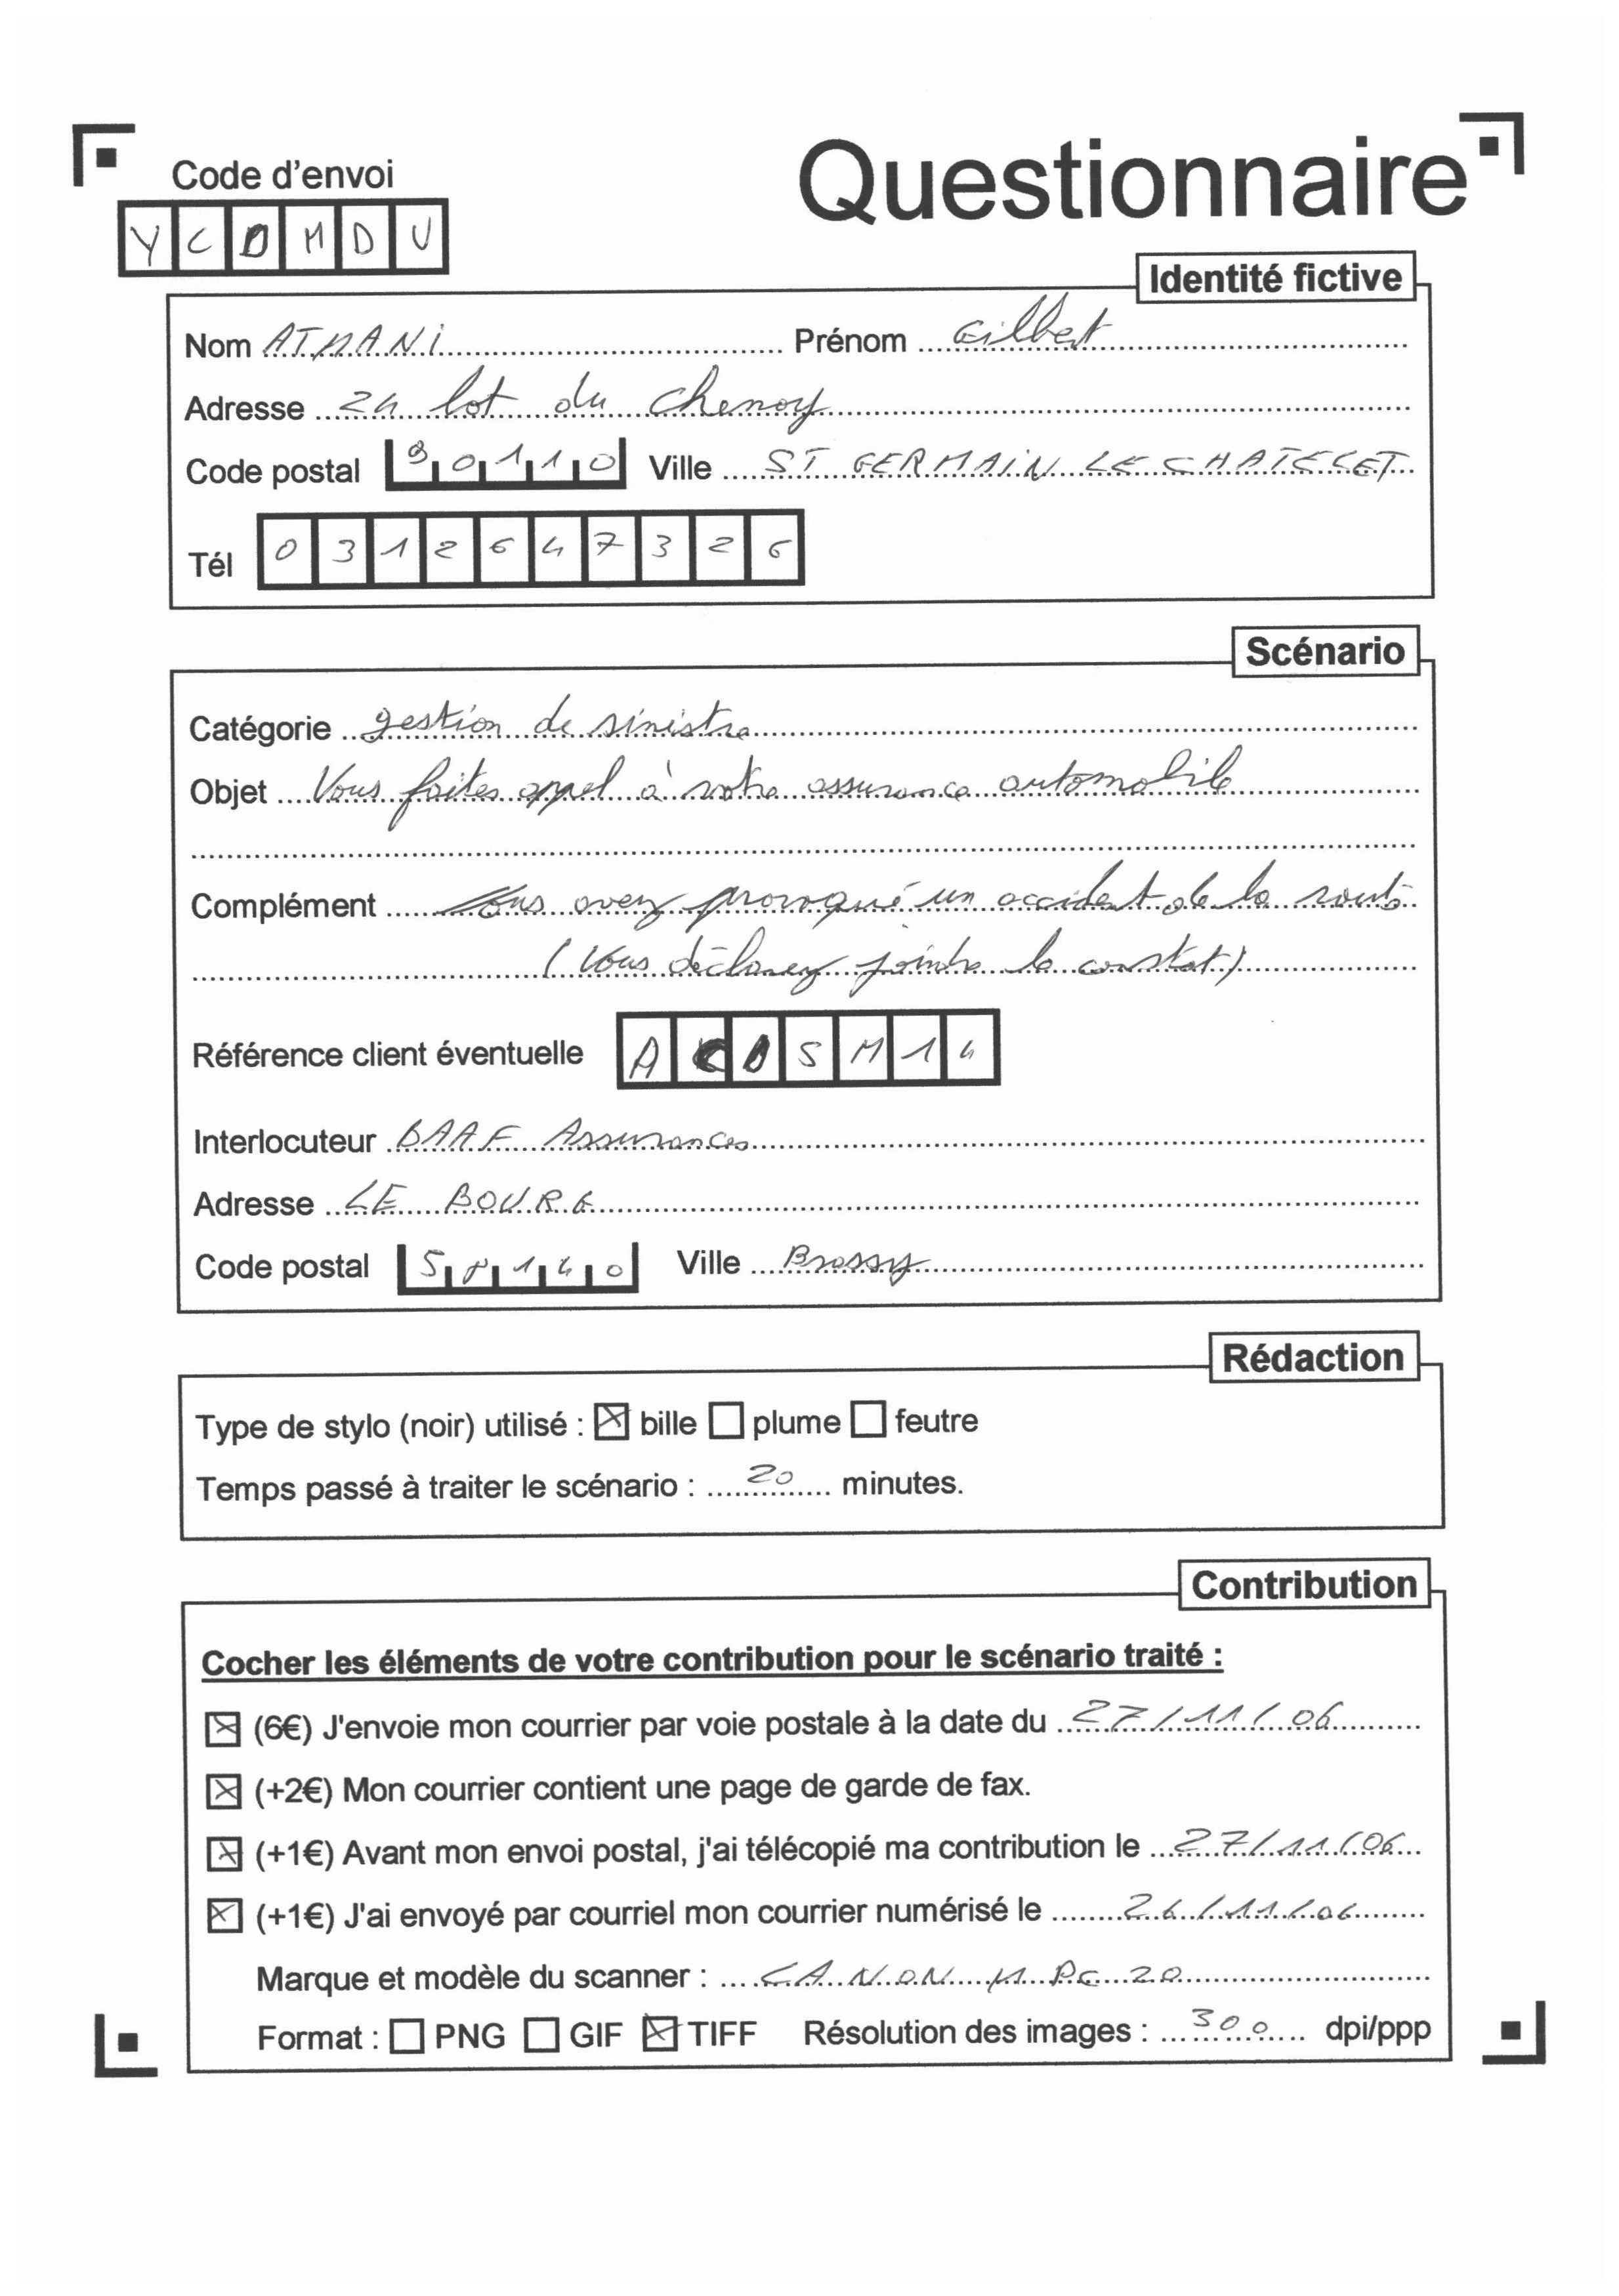 Code d'envoi
Questionnaire
Y C D M D U
Identité fictive
Nom ATMANI Prénom Gilbert
Adresse 24 lot du Chenoy
Code postal 90110 Ville ST GERMAIN LE CHATELET
Tél 0312647326
Scénario
Catégorie gestion de sinistre
Objet Vous faites appel à votre assurance automobile
Complément Vous avez provoqué un accident de la route
(Vous déclarez joindre le constat)
Référence client éventuelle A C D S M 1 4
Interlocuteur BAAF Assurances
Adresse LE BOURG
Code postal 58140 Ville Brassy
Rédaction
Type de stylo (noir) utilisé : bille plume feutre
Temps passé à traiter le scénario : 20 minutes.
Contribution
Cocher les éléments de votre contribution pour le scénario traité :
(6€) J'envoie mon courrier par voie postale à la date du 27/11/06
(+2€) Mon courrier contient une page de garde de fax.
(+1€) Avant mon envoi postal, j'ai télécopié ma contribution le 27/11/06
(+1€) J'ai envoyé par courriel mon courrier numérisé le 26/11/06
Marque et modèle du scanner : CANON MPC 20
Format : PNG GIF TIFF Résolution des images : 300 dpi/ppp